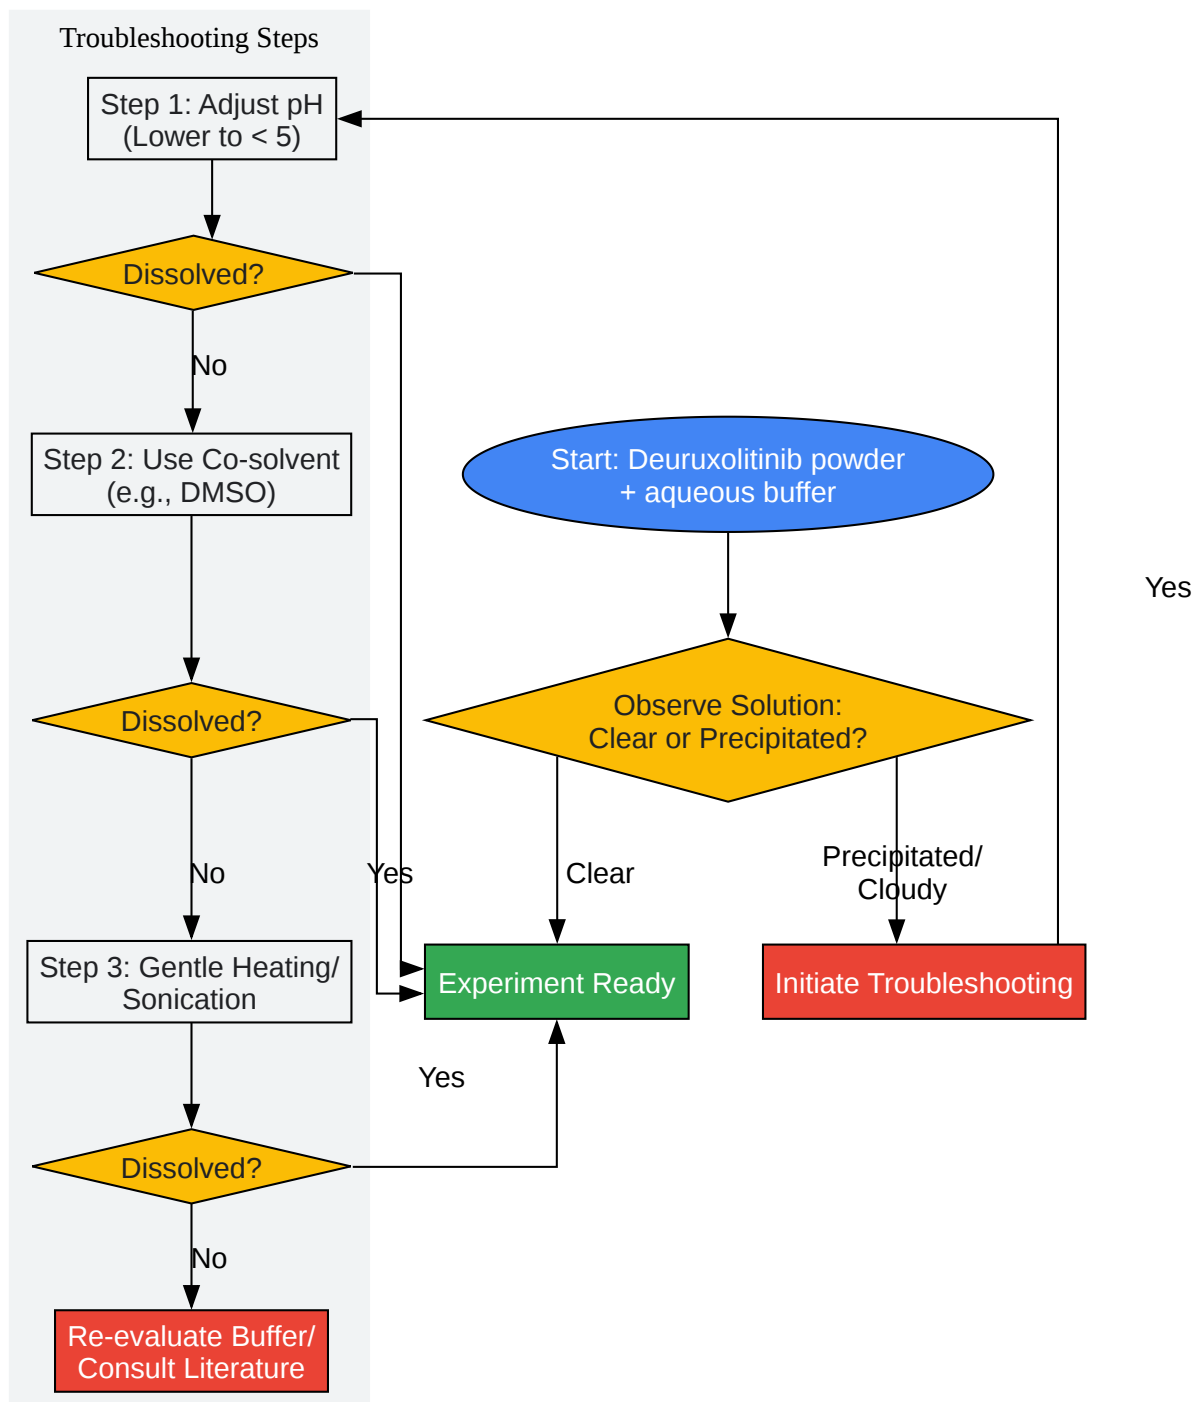 Troubleshooting Steps
Step 1: Adjust pH
(Lower to < 5)
Dissolved?
No
Step 2: Use Co-solvent
(e.g., DMSO)
Dissolved?
No
Yes
Step 3: Gentle Heating/
Sonication
Dissolved?
Yes
No
Re-evaluate Buffer/
Consult Literature
Start: Deuruxolitinib powder
+ aqueous buffer
Yes
Observe Solution:
Clear or Precipitated?
Clear
Precipitated/
Cloudy
Experiment Ready
Initiate Troubleshooting